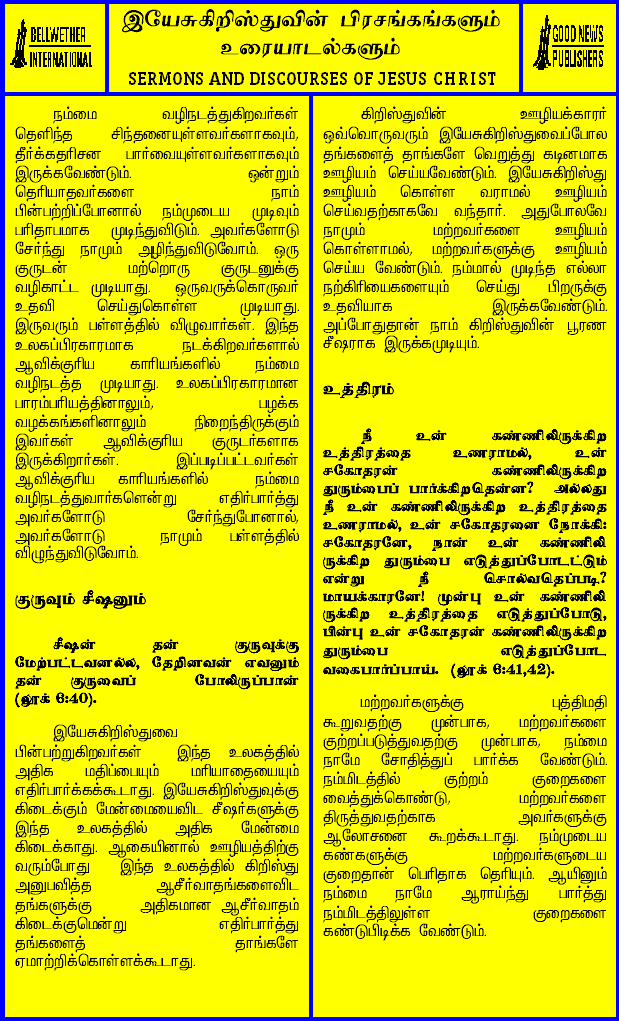 BELLWETHER
INTERNATIONAL
இயேசுகிறிஸ்துவின் பிரசங்கங்களும்
உரையாடல்களும்
SERMONS AND DISCOURSES OF JESUS CHRIST
GOOD NEWS
PUBLISHERS
நம்மை வழிநடத்துகிறவர்கள்
தெளிந்த சிந்தனையுள்ளவர்களாகவும்,
தீர்க்கதரிசன பார்வையுள்ளவர்களாகவும்
இருக்கவேண்டும். ஒன்றும்
தெரியாதவர்களை நாம்
பின்பற்றிப்போனால் நம்முடைய முடிவும்
பரிதாபமாக முடிந்துவிடும். அவர்களோடு
சேர்ந்து நாமும் அழிந்துவிடுவோம். ஒரு
குருடன் மற்றொரு குருடனுக்கு
வழிகாட்ட முடியாது. ஒருவருக்கொருவர்
உதவி செய்துகொள்ள முடியாது.
இருவரும் பள்ளத்தில் விழுவார்கள். இந்த
உலகப்பிரகாரமாக நடக்கிறவர்களால்
ஆவிக்குரிய காரியங்களில் நம்மை
வழிநடத்த முடியாது. உலகப்பிரகாரமான
பாரம்பரியத்தினாலும், பழக்க
வழக்கங்களினாலும் நிறைந்திருக்கும்
இவர்கள் ஆவிக்குரிய குருடர்களாக
இருக்கிறார்கள். இப்படிப்பட்டவர்கள்
ஆவிக்குரிய காரியங்களில் நம்மை
வழிநடத்துவார்களென்று எதிர்பார்த்து
அவர்களோடு சேர்ந்துபோனால்,
அவர்களோடு நாமும் பள்ளத்தில்
விழுந்துவிடுவோம்.
குருவும் சீஷனும்
சீஷன் தன் குருவுக்கு
மேற்பட்டவனல்ல, தேறினவன் எவனும்
தன் குருவைப் போலிருப்பான்
(லூக் 6:40).
இயேசுகிறிஸ்துவை
பின்பற்றுகிறவர்கள் இந்த உலகத்தில்
அதிக மதிப்பையும் மரியாதையையும்
எதிர்பார்க்கக்கூடாது. இயேசுகிறிஸ்துவுக்கு
கிடைக்கும் மேன்மையைவிட சீஷர்களுக்கு
இந்த உலகத்தில் அதிக மேன்மை
கிடைக்காது. ஆகையினால் ஊழியத்திற்கு
வரும்போது இந்த உலகத்தில் கிறிஸ்து
அனுபவித்த ஆசீர்வாதங்களைவிட
தங்களுக்கு அதிகமான ஆசீர்வாதம்
கிடைக்குமென்று எதிர்பார்த்து
தங்களைத் தாங்களே
ஏமாற்றிக்கொள்ளக்கூடாது.
கிறிஸ்துவின் ஊழியக்காரர்
ஒவ்வொருவரும் இயேசுகிறிஸ்துவைப்போல
தங்களைத் தாங்களே வெறுத்து கடினமாக
ஊழியம் செய்யவேண்டும். இயேசுகிறிஸ்து
ஊழியம் கொள்ள வராமல் ஊழியம்
செய்வதற்காகவே வந்தார். அதுபோலவே
நாமும் மற்றவர்களை ஊழியம்
கொள்ளாமல், மற்றவர்களுக்கு ஊழியம்
செய்ய வேண்டும். நம்மால் முடிந்த எல்லா
நற்கிரியைகளையும் செய்து பிறருக்கு
உதவியாக இருக்கவேண்டும்.
அப்போதுதான் நாம் கிறிஸ்துவின் பூரண
சீஷராக இருக்கமுடியும்.
உத்திரம்
நீ உன் கண்ணிலிருக்கிற
உத்திரத்தை உணராமல், உன்
சகோதரன் கண்ணிலிருக்கிற
துரும்பைப் பார்க்கிறதென்ன? அல்லது
நீ உன் கண்ணிலிருக்கிற உத்திரத்தை
உணராமல், உன் சகோதரனை நோக்கி:
சகோதரனே, நான் உன் கண்ணிலி
ருக்கிற துரும்பை எடுத்துப்போடட்டும்
என்று நீ சொல்வதெப்படி?
மாயக்காரனே! முன்பு உன் கண்ணிலி
ருக்கிற உத்திரத்தை எடுத்துப்போடு,
பின்பு உன் சகோதரன் கண்ணிலிருக்கிற
துரும்பை எடுத்துப்போட
வகைபார்ப்பாய். (லூக் 6:41,42).
மற்றவர்களுக்கு புத்திமதி
கூறுவதற்கு முன்பாக, மற்றவர்களை
குற்றப்படுத்துவதற்கு முன்பாக, நம்மை
நாமே சோதித்துப் பார்க்க வேண்டும்.
நம்மிடத்தில் குற்றம் குறைகளை
வைத்துக்கொண்டு, மற்றவர்களை
திருத்துவதற்காக அவர்களுக்கு
ஆலோசனை கூறக்கூடாது. நம்முடைய
கண்களுக்கு மற்றவர்களுடைய
குறைதான் பெரிதாக தெரியும். ஆயினும்
நம்மை நாமே ஆராய்ந்து பார்த்து
நம்மிடத்திலுள்ள குறைகளை
கண்டுபிடிக்க வேண்டும்.